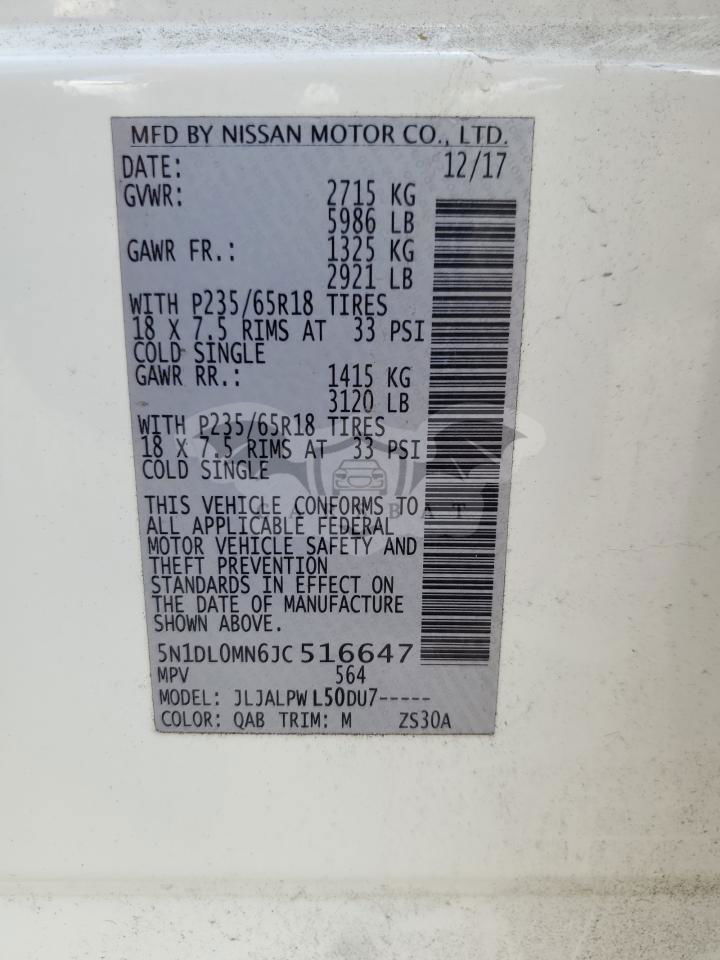 MFD BY NISSAN MOTOR CO., LTD.
DATE: 12/17
GVWR: 2715 KG
5986 LB
GAWR FR.: 1325 KG
2921 LB
WITH P235/65R18 TIRES
18 X 7.5 RIMS AT 33 PSI
COLD SINGLE
GAWR RR.: 1415 KG
3120 LB
WITH P235/65R18 TIRES
18 X 7.5 RIMS AT 33 PSI
COLD SINGLE
THIS VEHICLE CONFORMS TO
ALL APPLICABLE FEDERAL
MOTOR VEHICLE SAFETY AND
THEFT PREVENTION
STANDARDS IN EFFECT ON
THE DATE OF MANUFACTURE
SHOWN ABOVE.
5N1DL0MN6JC 516647
MPV 564
MODEL: JLJALPW L50DU7-----
COLOR: QAB TRIM: M ZS30A